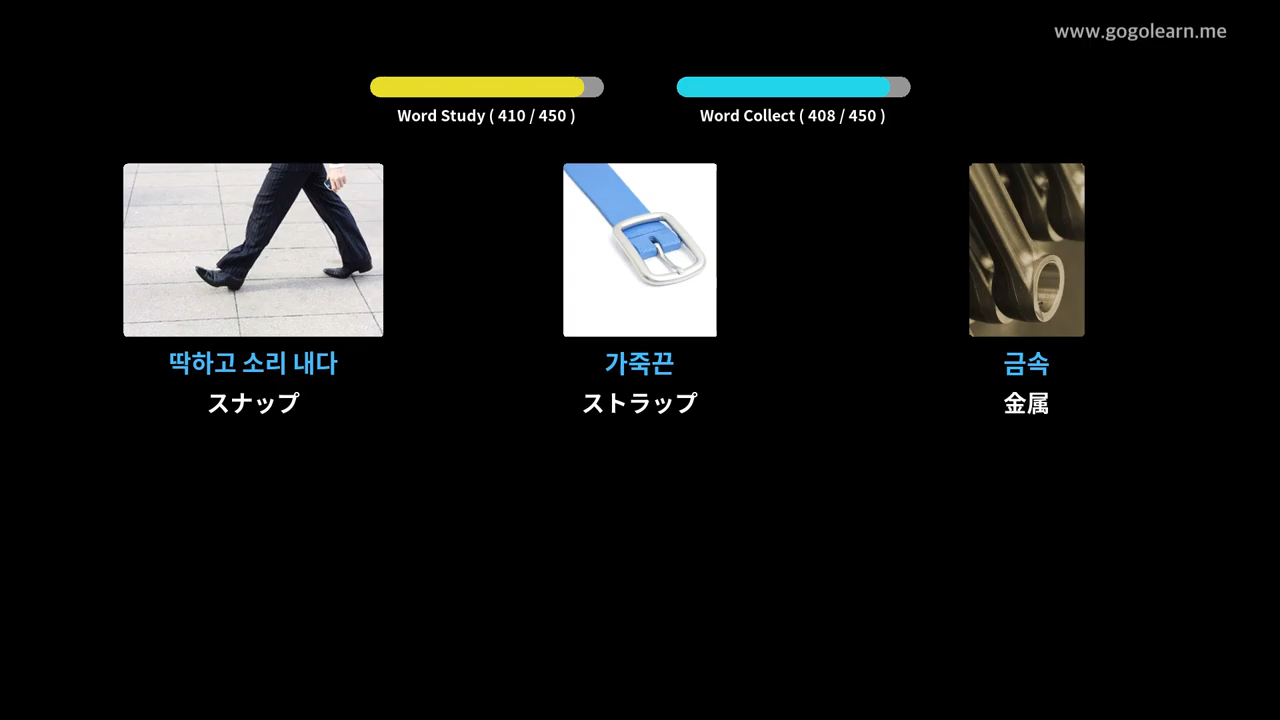 www.gogolearn.me
Word Study ( 410 / 450 )
Word Collect ( 408 / 450 )
딱하고 소리 내다
スナップ
가죽끈
ストラップ
금속
金属